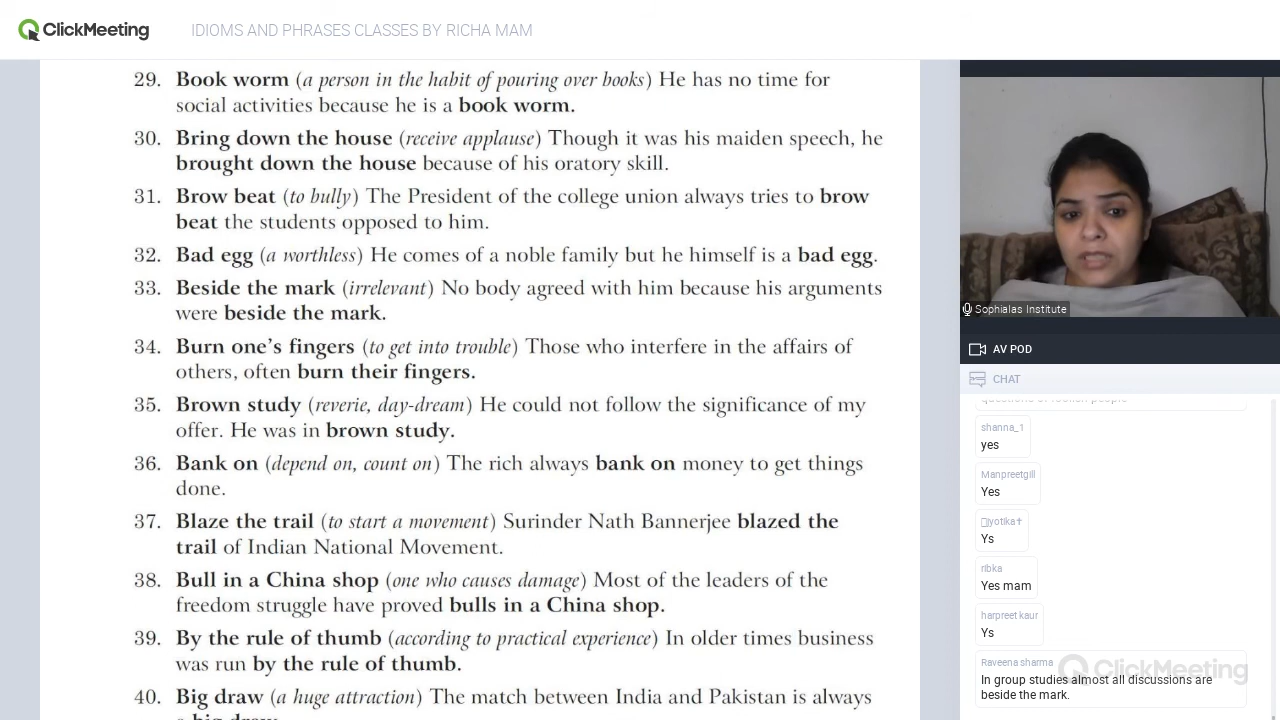 ClickMeeting
IDIOMS AND PHRASES CLASSES BY RICHA MAM
29. Book worm (a person in the habit of pouring over books) He has no time for
social activities because he is a book worm.
30. Bring down the house (receive applause) Though it was his maiden speech, he
brought down the house because of his oratory skill.
31. Brow beat (to bully) The President of the college union always tries to brow
beat the students opposed to him.
32. Bad egg (a worthless) He comes of a noble family but he himself is a bad egg.
33. Beside the mark (irrelevant) No body agreed with him because his arguments
were beside the mark.
34. Burn one's fingers (to get into trouble) Those who interfere in the affairs of
others, often burn their fingers.
35. Brown study (reverie, day-dream) He could not follow the significance of my
offer. He was in brown study.
36. Bank on (depend on, count on) The rich always bank on money to get things
done.
37. Blaze the trail (to start a movement) Surinder Nath Bannerjee blazed the
trail of Indian National Movement.
38. Bull in a China shop (one who causes damage) Most of the leaders of the
freedom struggle have proved bulls in a China shop.
39. By the rule of thumb (according to practical experience) In older times business
was run by the rule of thumb.
40. Big draw (a huge attraction) The match between India and Pakistan is always
a big draw.
Sophialas Institute
AV POD
CHAT
questions of foolish people
shanna_1
yes
Manpreetgill
Yes
jyotika✝
Ys
ribka
Yes mam
harpreet kaur
Ys
Raveena sharma
In group studies almost all discussions are
beside the mark.
ClickMeeting